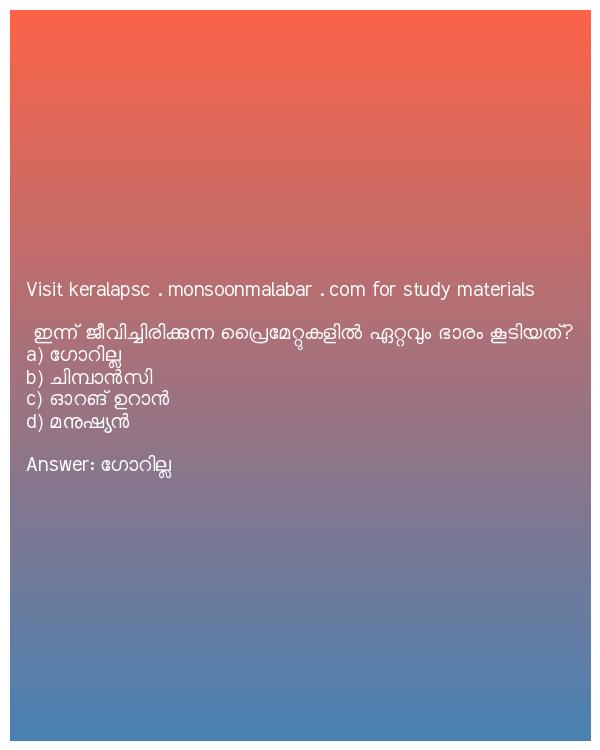 Visit keralapsc . monsoonmalabar . com for study materials
ഇന്ന് ജീവിച്ചിരിക്കുന്ന പ്രൈമേറ്റുകളിൽ ഏറ്റവും ഭാരം കൂടിയത്?
a) ഗോറില്ല
b) ചിമ്പാൻസി
c) ഓറങ് ഉറാൻ
d) മനുഷ്യൻ
Answer: ഗോറില്ല